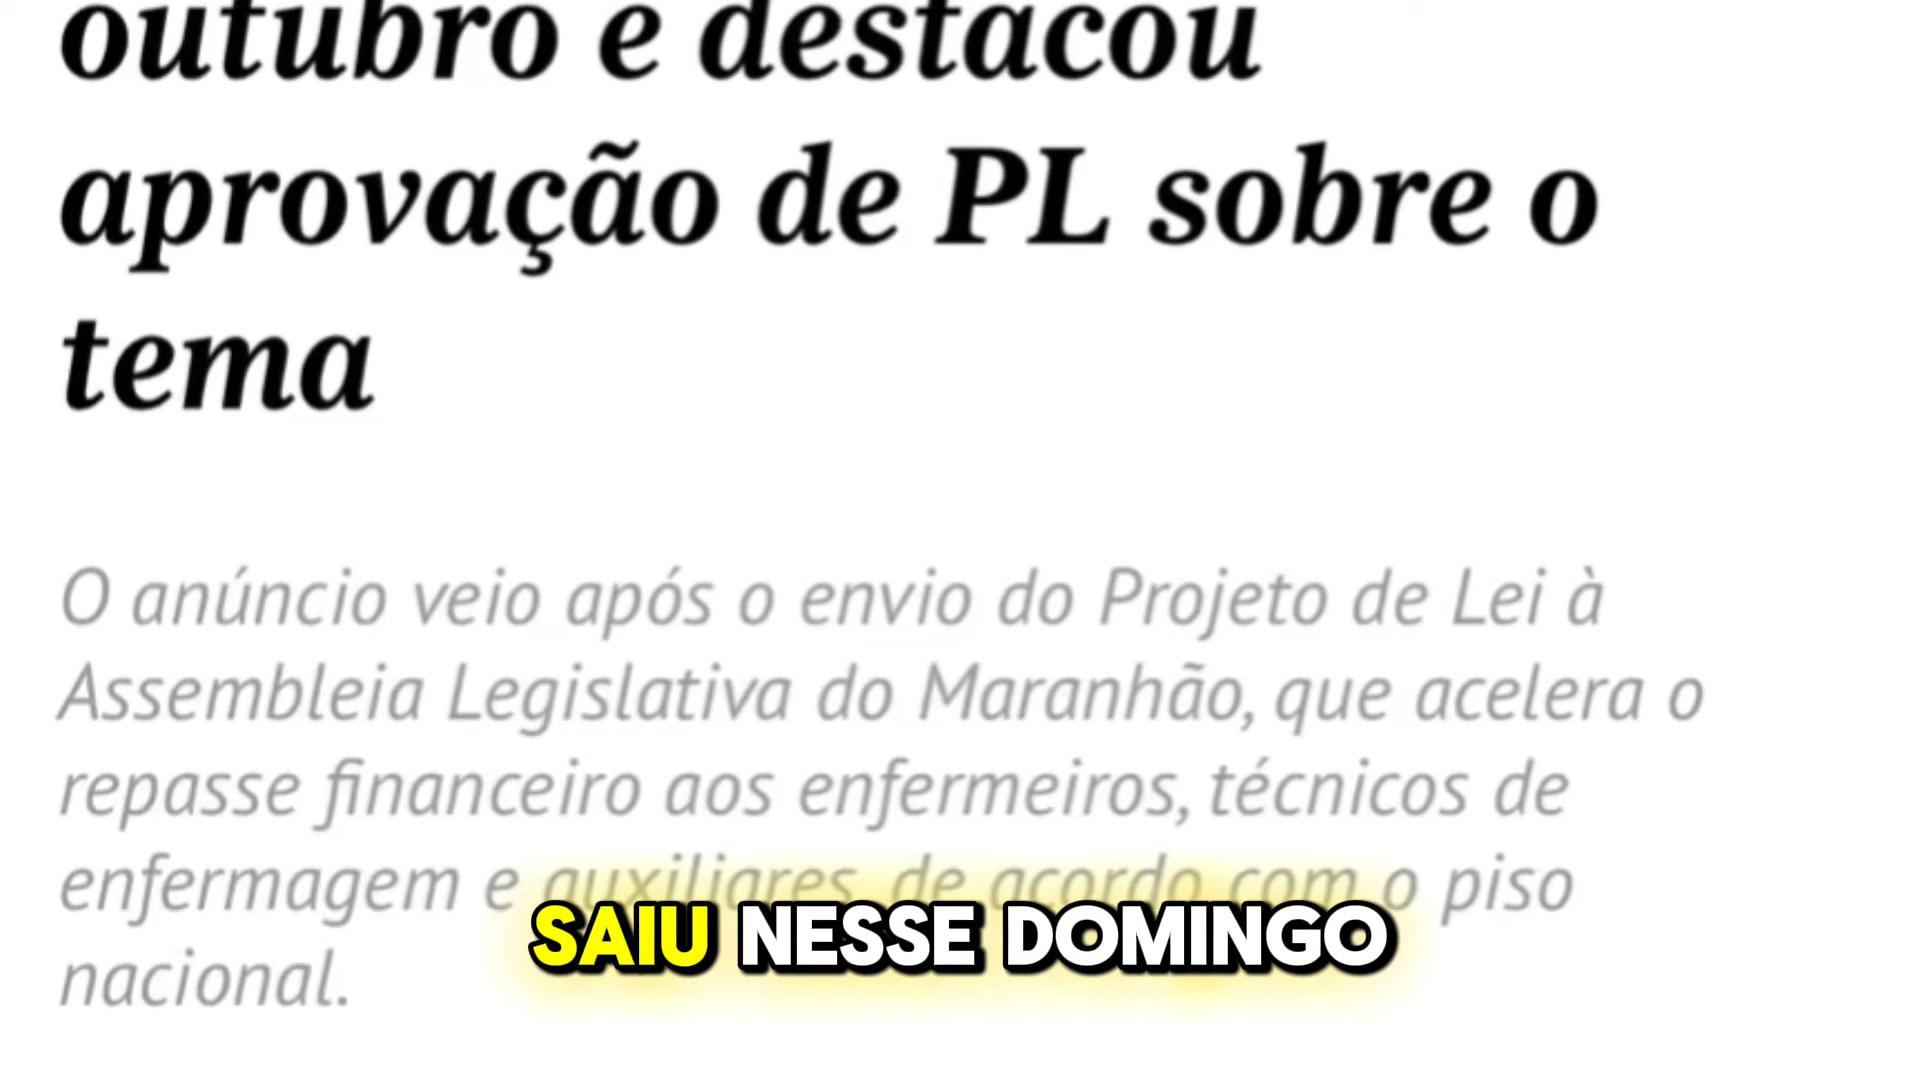 outubro e destacou
aprovação de PL sobre o
tema
O anúncio veio após o envio do Projeto de Lei à
Assembleia Legislativa do Maranhão, que acelera o
repasse financeiro aos enfermeiros, técnicos de
enfermagem e auxiliares, de acordo com o piso
nacional.
SAIU NESSE DOMINGO